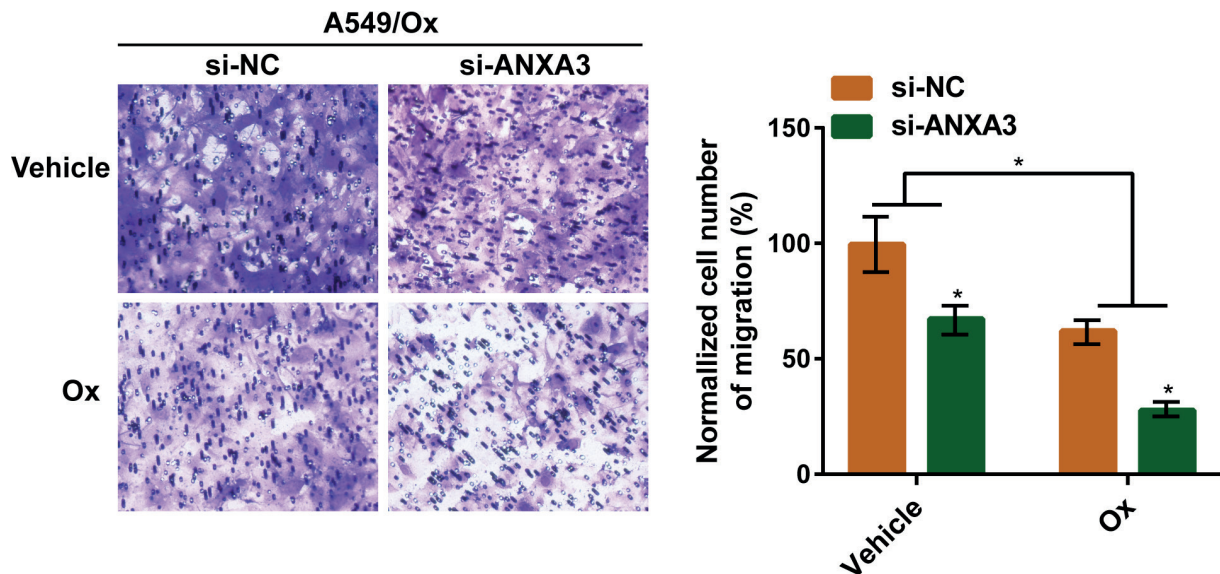 A549/Ox
si-NC
si-ANXA3
Vehicle
Ox
si-NC
si-ANXA3
Normallized cell number
of migration (%)
150
100
50
0
*
*
*
Vehicle
Ox